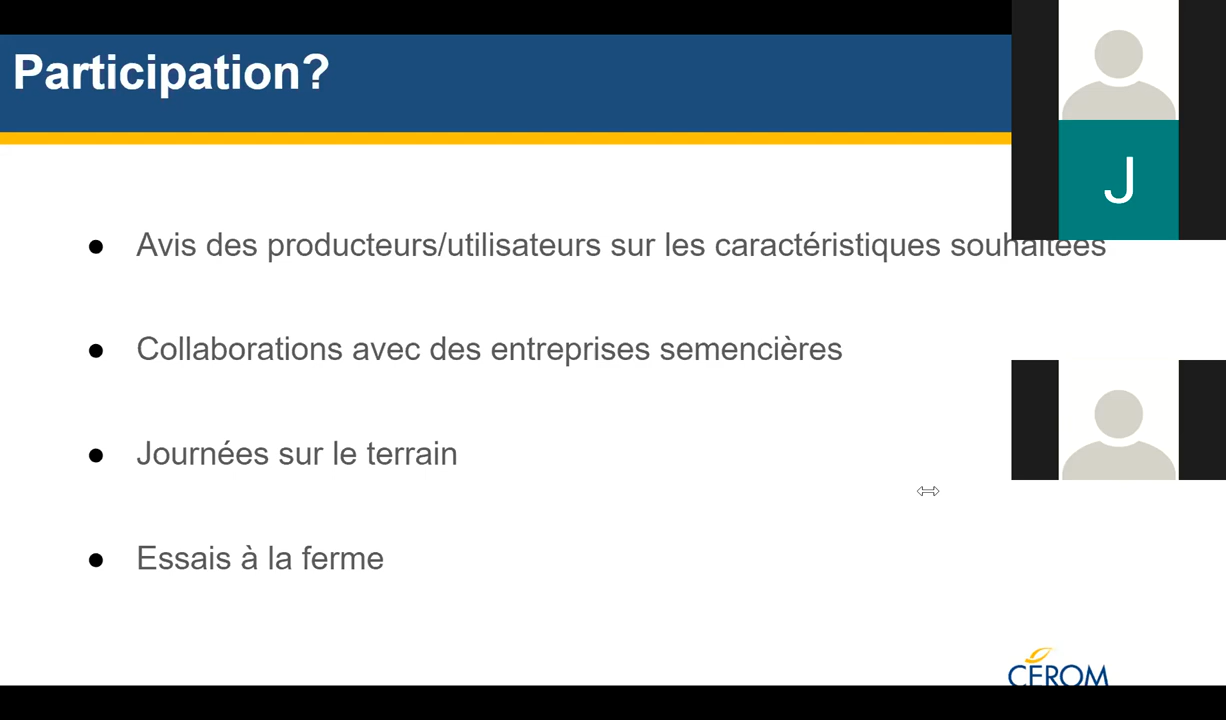 Participation?
J
● Avis des producteurs/utilisateurs sur les caractéristiques souhaitées
● Collaborations avec des entreprises semencières
● Journées sur le terrain
● Essais à la ferme
CÉROM